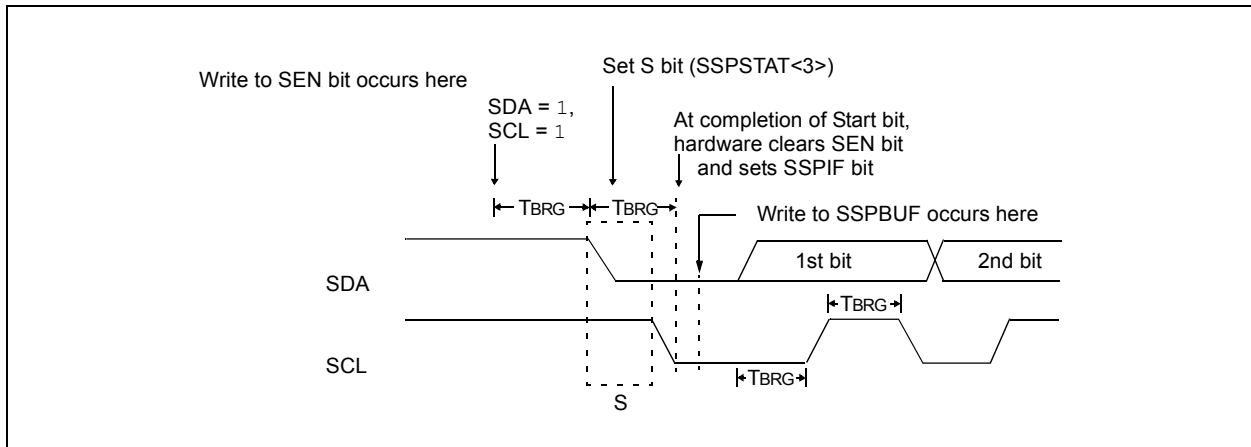 Write to SEN bit occurs here
Set S bit (SSPSTAT<3>)
SDA = 1,
SCL = 1
At completion of Start bit,
hardware clears SEN bit
and sets SSPIF bit
TBRG
TBRG
Write to SSPBUF occurs here
SDA
1st bit
2nd bit
TBRG
SCL
TBRG
S